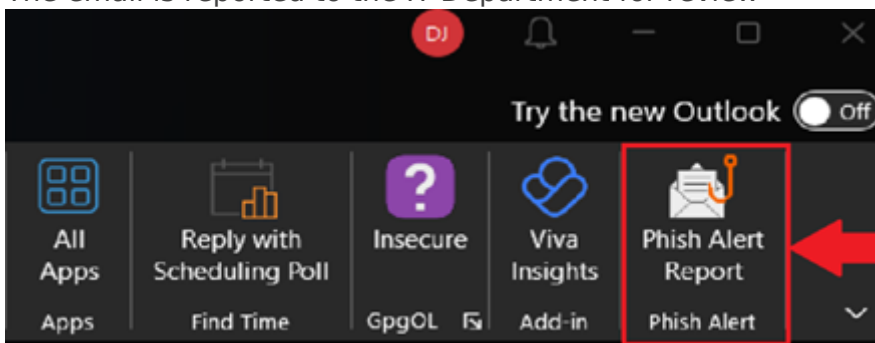 The email is reported to the IT Department for review
DJ
Try the new Outlook Off
All Reply with Insecure Viva Phish Alert
Apps Scheduling Poll Insights Report
Apps Find Time GpgOL Add-in Phish Alert